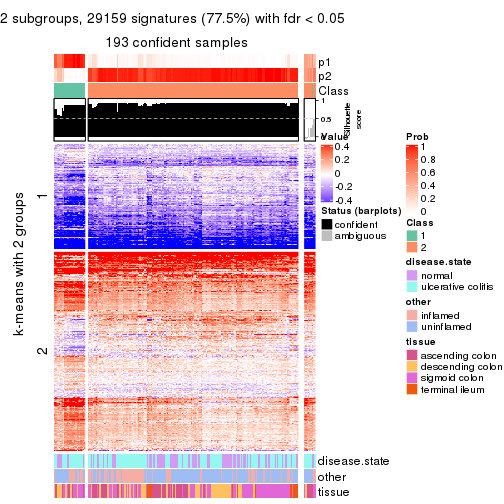 2 subgroups, 29159 signatures (77.5%) with fdr < 0.05
193 confident samples
p1
p2
Class
1
0.5
0
Silhouette
score
k-means with 2 groups
1
2
Value
0.4
0.2
0
-0.2
-0.4
Status (barplots)
confident
ambiguous
Prob
1
0.8
0.6
0.4
0.2
0
Class
1
2
disease.state
normal
ulcerative colitis
other
inflamed
uninflamed
tissue
ascending colon
descending colon
sigmoid colon
terminal ileum
disease.state
other
tissue